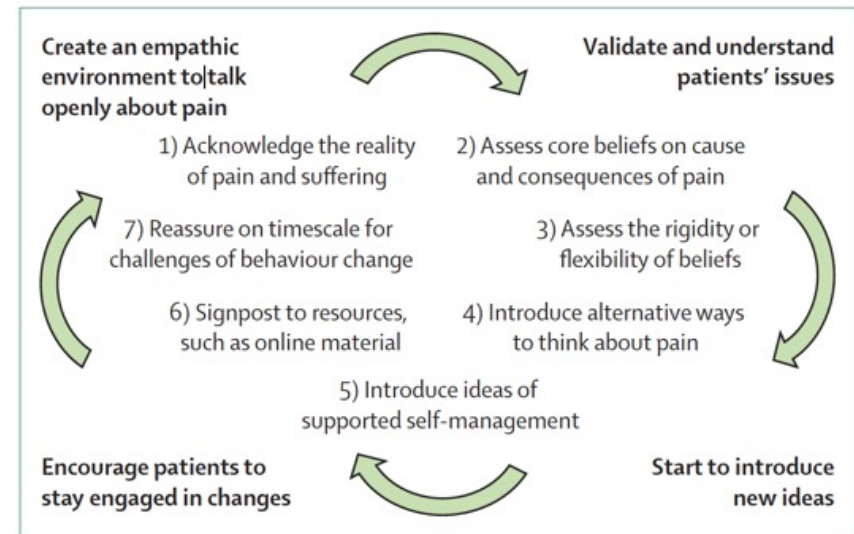 Create an empathic
environment to talk
openly about pain
Validate and understand
patients' issues
1) Acknowledge the reality
of pain and suffering
2) Assess core beliefs on cause
and consequences of pain
3) Assess the rigidity or
flexibility of beliefs
4) Introduce alternative ways
to think about pain
5) Introduce ideas of
supported self-management
6) Signpost to resources,
such as online material
7) Reassure on timescale for
challenges of behaviour change
Start to introduce
new ideas
Encourage patients to
stay engaged in changes